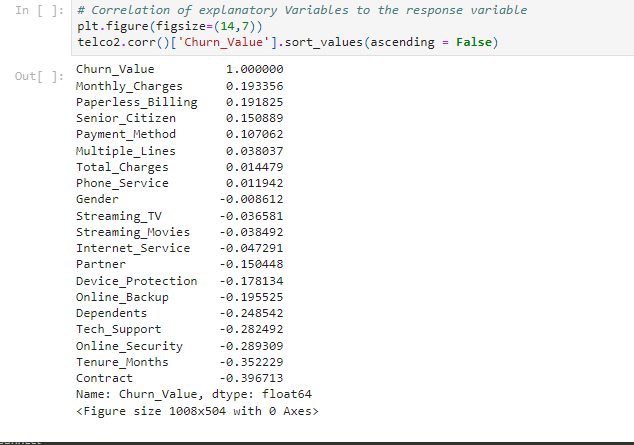 In [ ]: # Correlation of explanatory Variables to the response variable
plt.figure(figsize=(14,7))
telco2.corr()['Churn_Value'].sort_values(ascending = False)
Out[ ]: Churn_Value 1.000000
Monthly_Charges 0.193356
Paperless_Billing 0.191825
Senior_Citizen 0.150889
Payment_Method 0.107062
Multiple_Lines 0.038037
Total_Charges 0.014479
Phone_Service 0.011942
Gender -0.008612
Streaming_TV -0.036581
Streaming_Movies -0.038492
Internet_Service -0.047291
Partner -0.150448
Device_Protection -0.178134
Online_Backup -0.195525
Dependents -0.248542
Tech_Support -0.282492
Online_Security -0.289309
Tenure_Months -0.352229
Contract -0.396713
Name: Churn_Value, dtype: float64
<Figure size 1008x504 with 0 Axes>